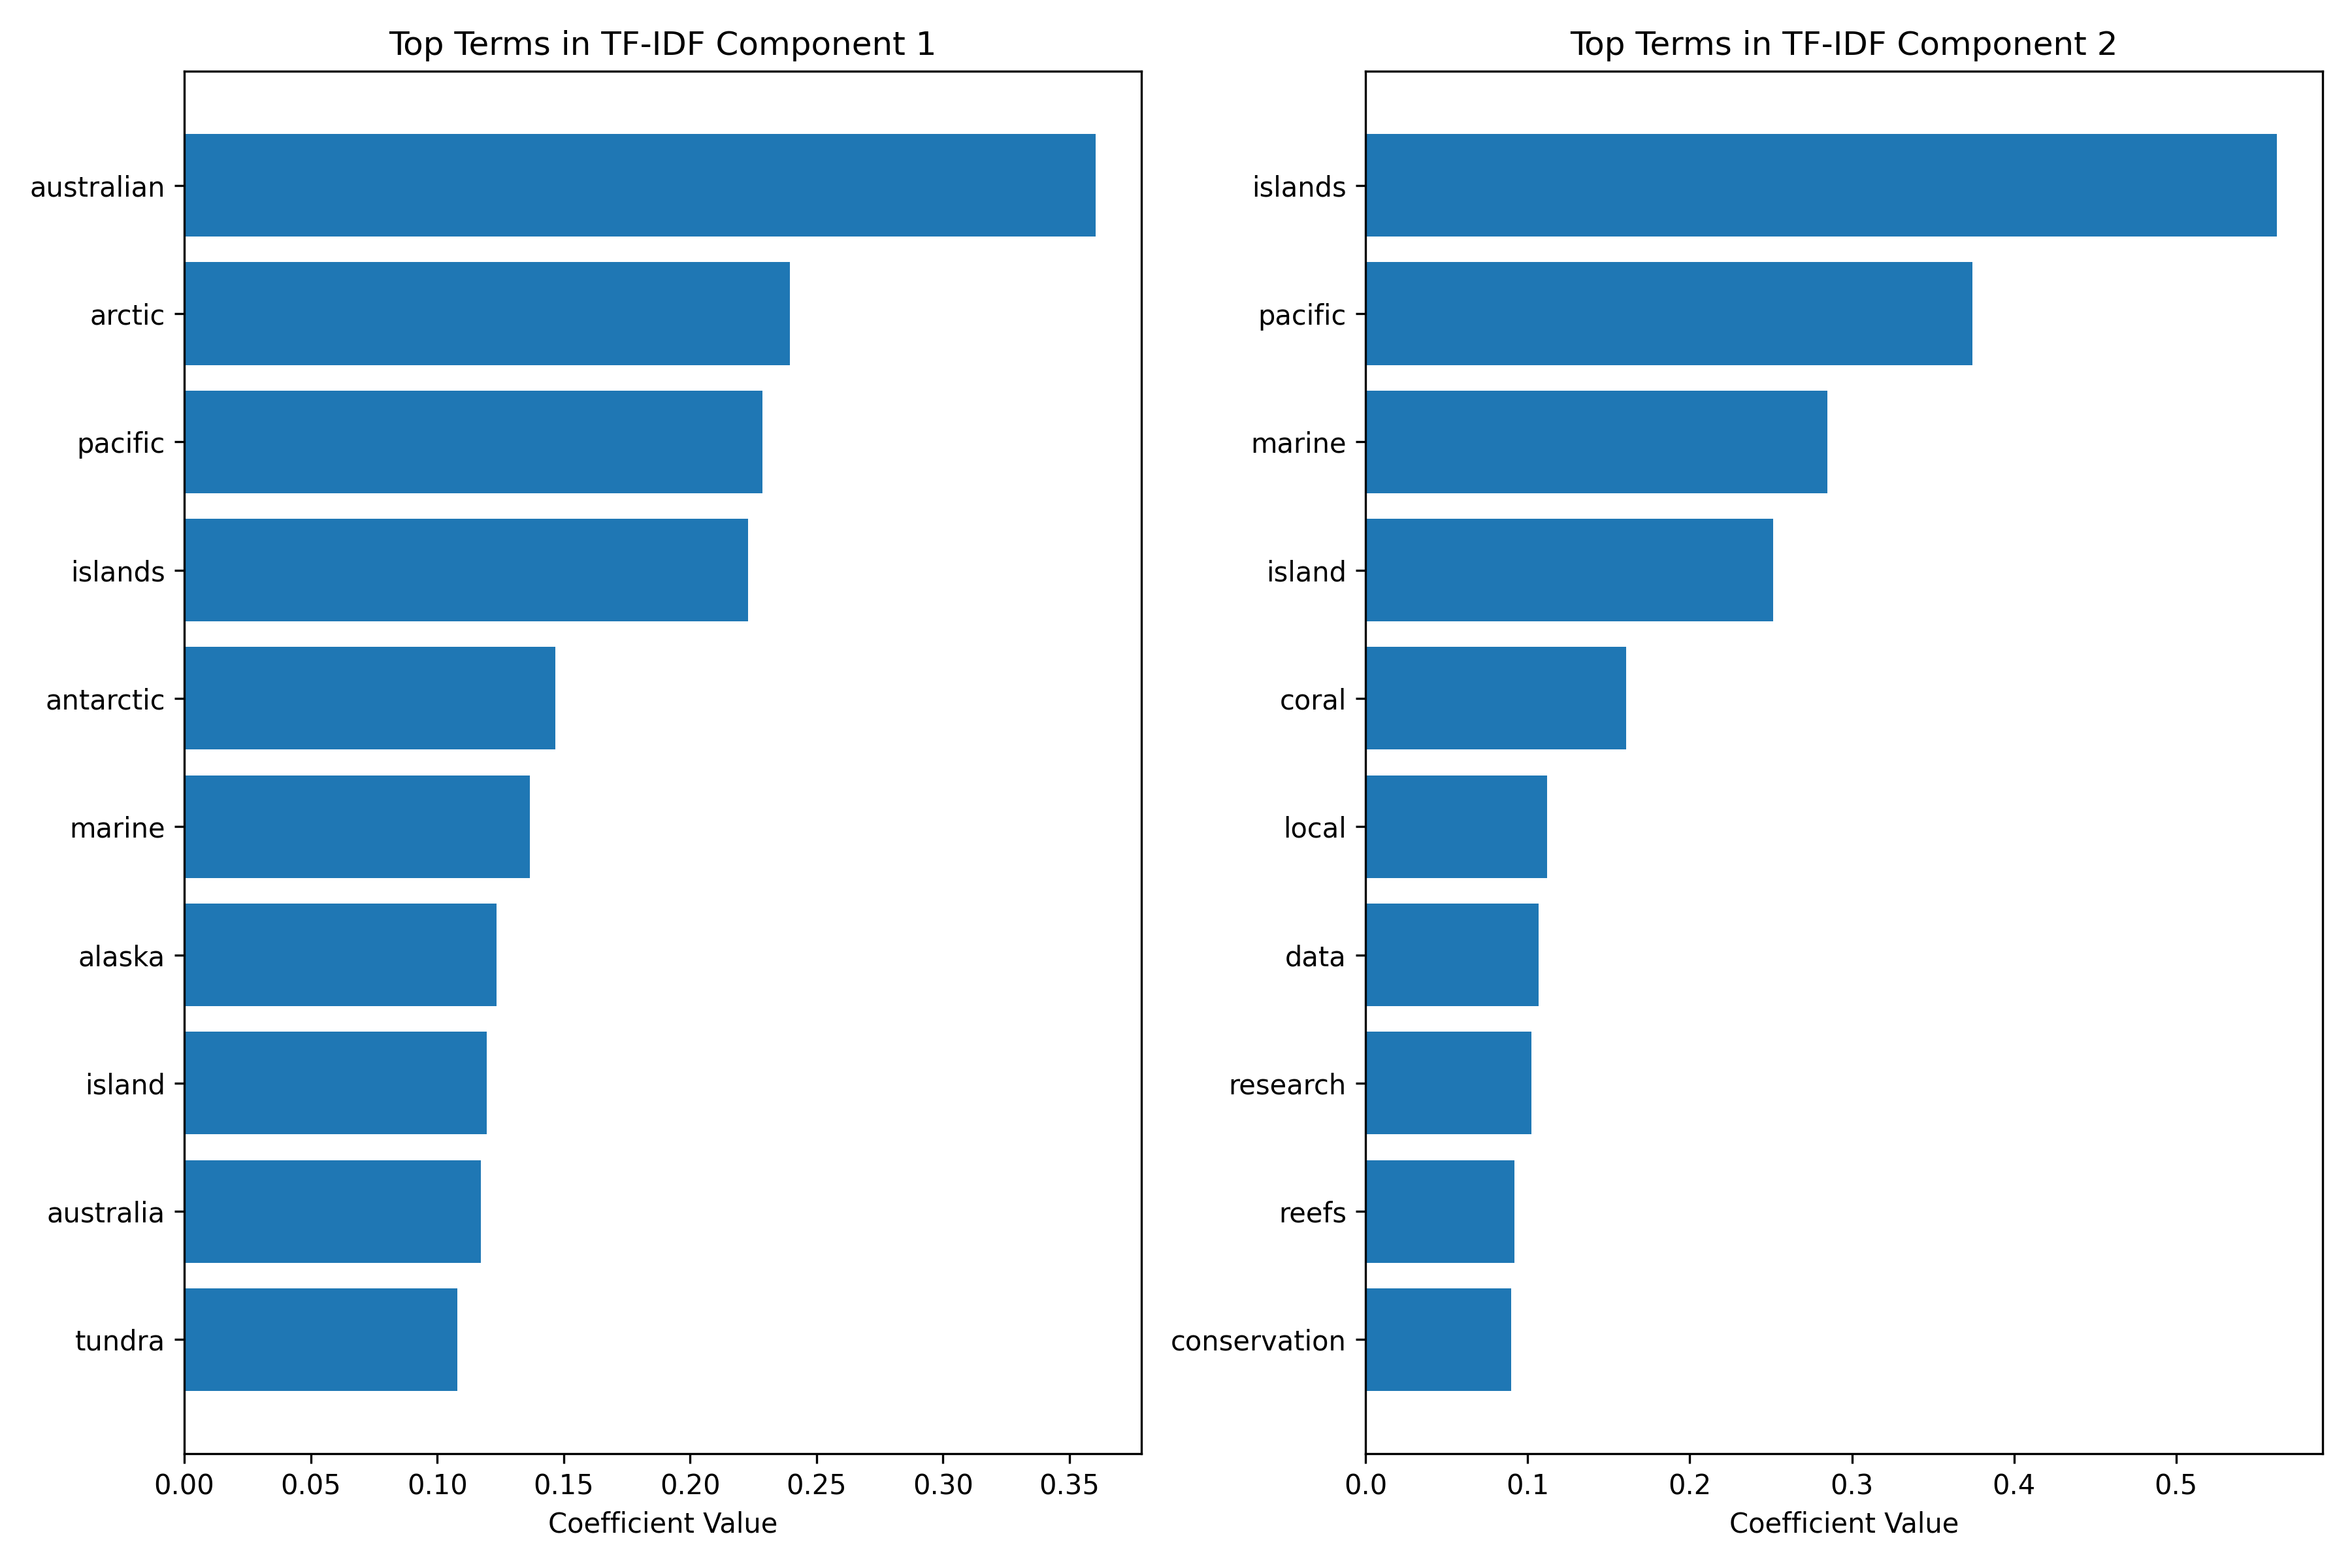 Top Terms in TF-IDF Component 1
australian
arctic
pacific
islands
antarctic
marine
alaska
island
australia
tundra
0.00 0.05 0.10 0.15 0.20 0.25 0.30 0.35
Coefficient Value
Top Terms in TF-IDF Component 2
islands
pacific
marine
island
coral
local
data
research
reefs
conservation
0.0 0.1 0.2 0.3 0.4 0.5
Coefficient Value